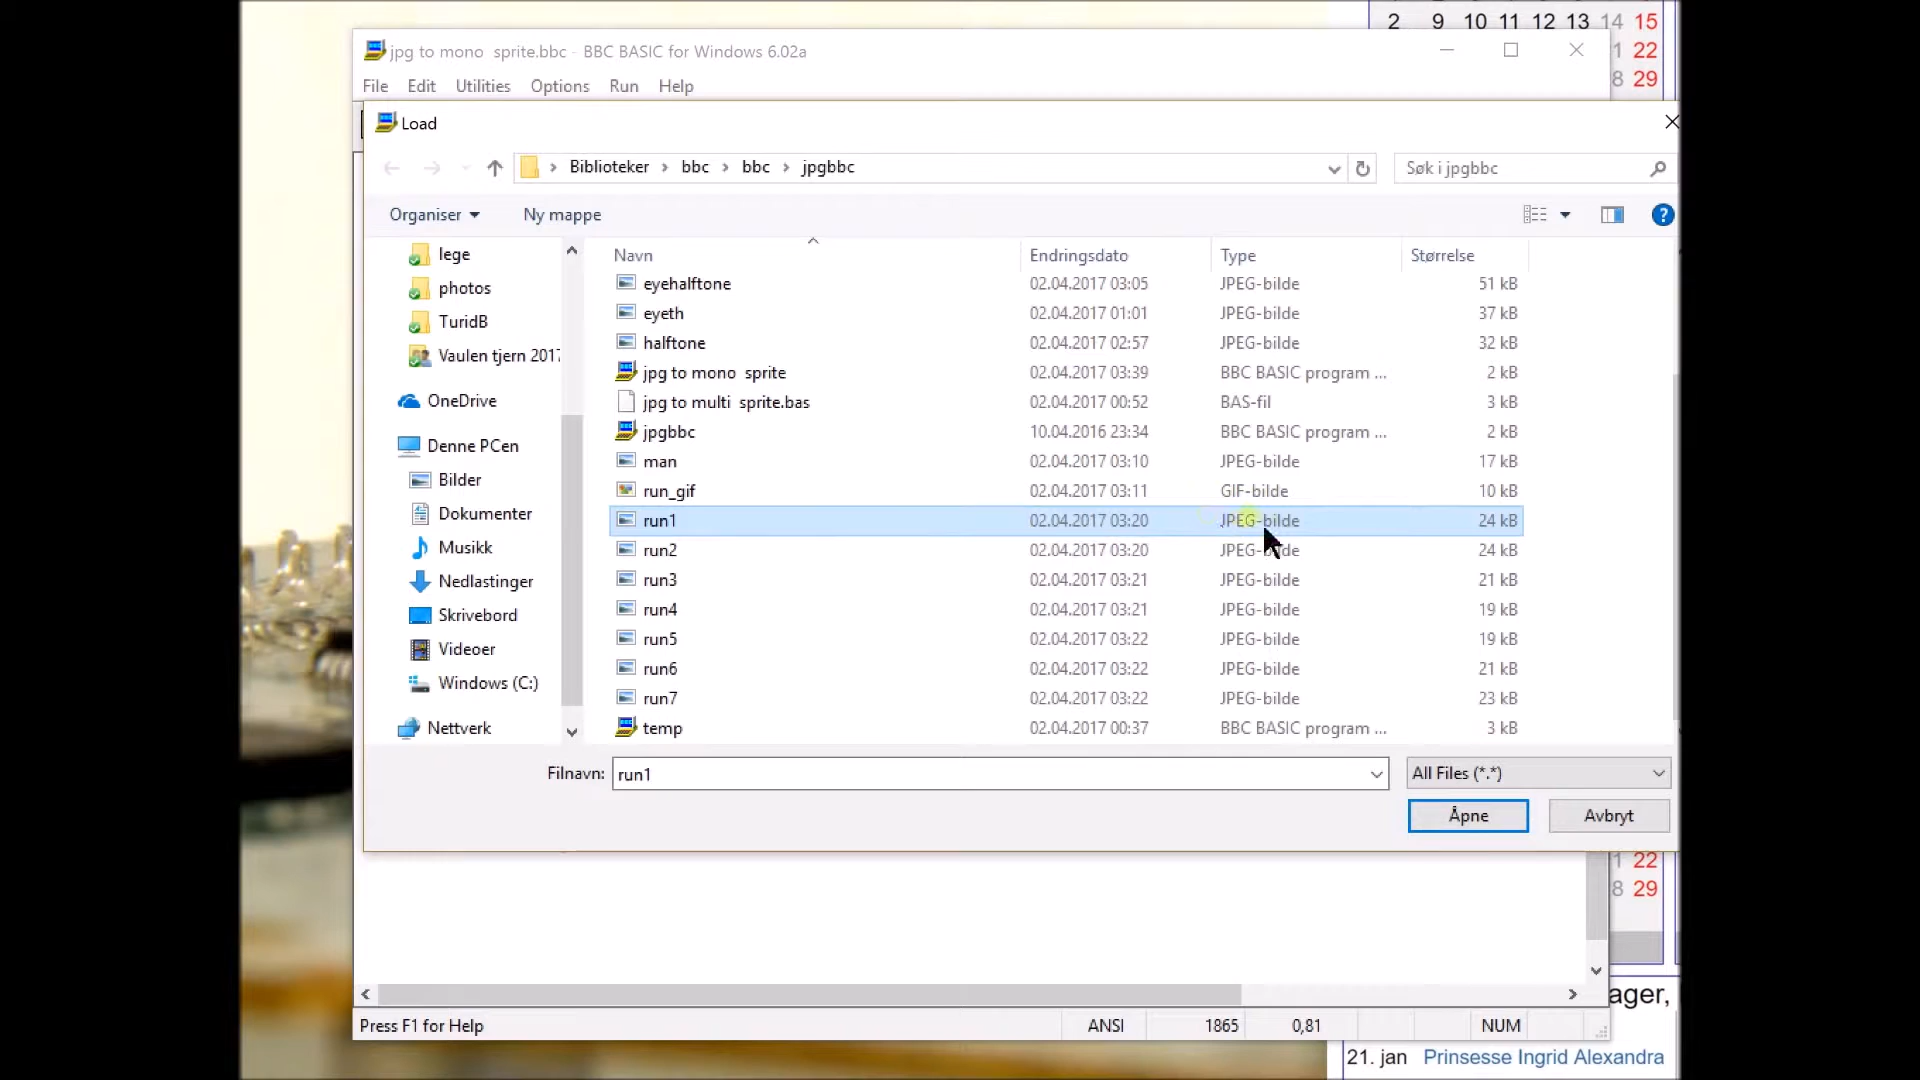 2 9 10 11 12 13 14 15
jpg to mono sprite.bbc - BBC BASIC for Windows 6.02a
1 22
File Edit Utilities Options Run Help
8 29
Load
Biblioteker > bbc > bbc > jpgbbc
Søk i jpgbbc
Organiser Ny mappe
Navn Endringsdato Type Størrelse
lege
photos
TuridB
Vaulen tjern 2017
OneDrive
Denne PCen
Bilder
Dokumenter
Musikk
Nedlastinger
Skrivebord
Videoer
Windows (C:)
Nettverk
eyehalftone 02.04.2017 03:05 JPEG-bilde 51 kB
eyeth 02.04.2017 01:01 JPEG-bilde 37 kB
halftone 02.04.2017 02:57 JPEG-bilde 32 kB
jpg to mono sprite 02.04.2017 03:39 BBC BASIC program ... 2 kB
jpg to multi sprite.bas 02.04.2017 00:52 BAS-fil 3 kB
jpgbbc 10.04.2016 23:34 BBC BASIC program ... 2 kB
man 02.04.2017 03:10 JPEG-bilde 17 kB
run_gif 02.04.2017 03:11 GIF-bilde 10 kB
run1 02.04.2017 03:20 JPEG-bilde 24 kB
run2 02.04.2017 03:20 JPEG-bilde 24 kB
run3 02.04.2017 03:21 JPEG-bilde 21 kB
run4 02.04.2017 03:21 JPEG-bilde 19 kB
run5 02.04.2017 03:22 JPEG-bilde 19 kB
run6 02.04.2017 03:22 JPEG-bilde 21 kB
run7 02.04.2017 03:22 JPEG-bilde 23 kB
temp 02.04.2017 00:37 BBC BASIC program ... 3 kB
Filnavn: run1 All Files (*.*)
Åpne Avbryt
1 22
8 29
ager,
Press F1 for Help ANSI 1865 0,81 NUM
21. jan Prinsesse Ingrid Alexandra